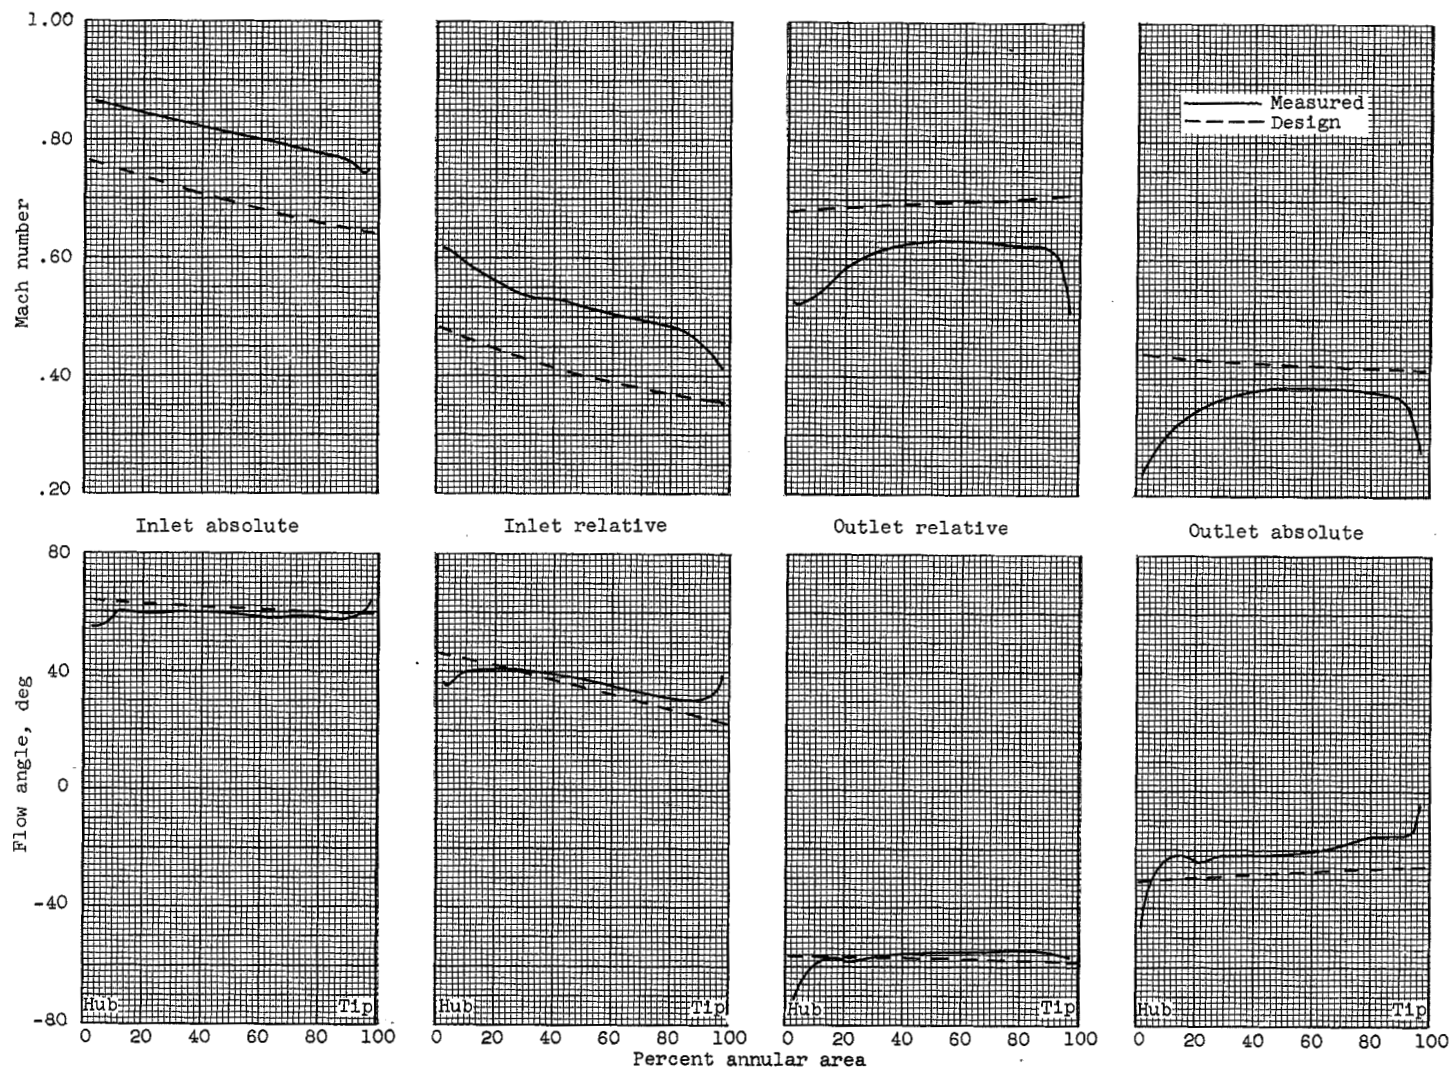 1.00
.80
.60
.40
.20
Mach number
Measured
Design
Inlet absolute
Inlet relative
Outlet relative
Outlet absolute
80
40
0
-40
-80
Flow angle, deg
Hub
Tip
Hub
Tip
Hub
Tip
Hub
Tip
0 20 40 60 80 100
0 20 40 60 80 100
0 20 40 60 80 100
0 20 40 60 80 100
Percent annular area